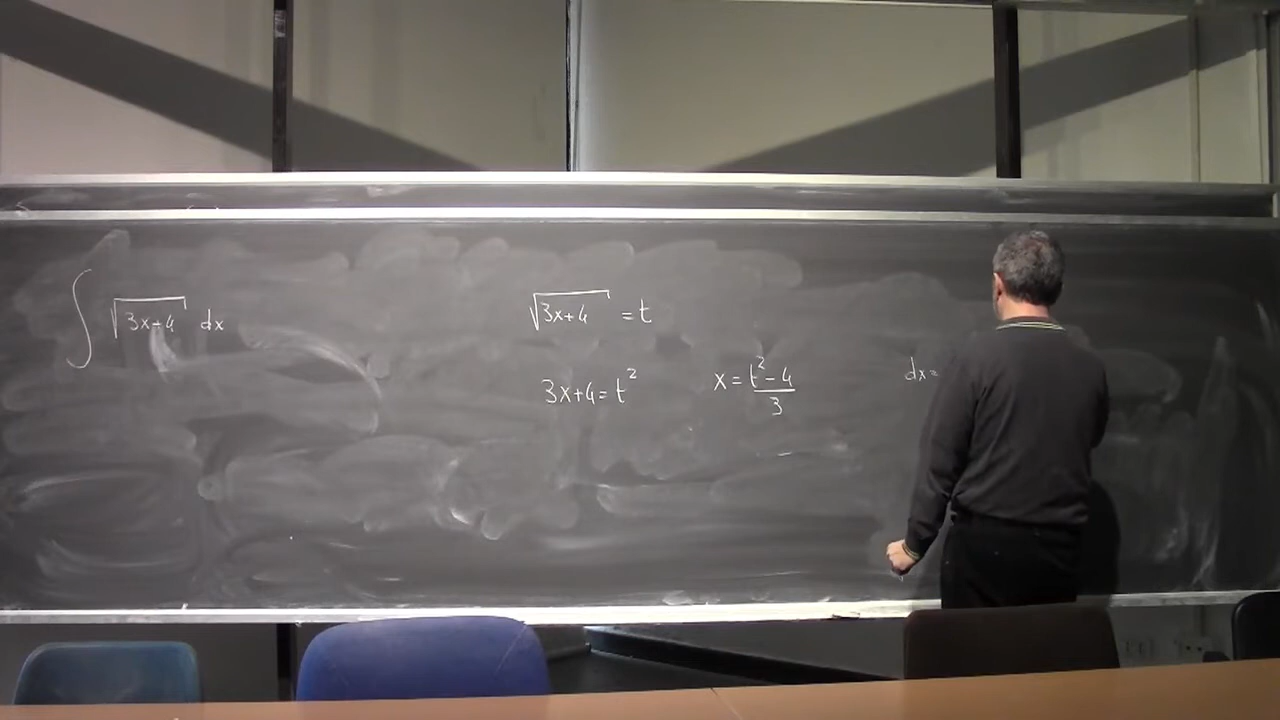 ∫ √3x+4 dx
√3x+4 = t
3x+4=t² x=t²-4/3 dx=